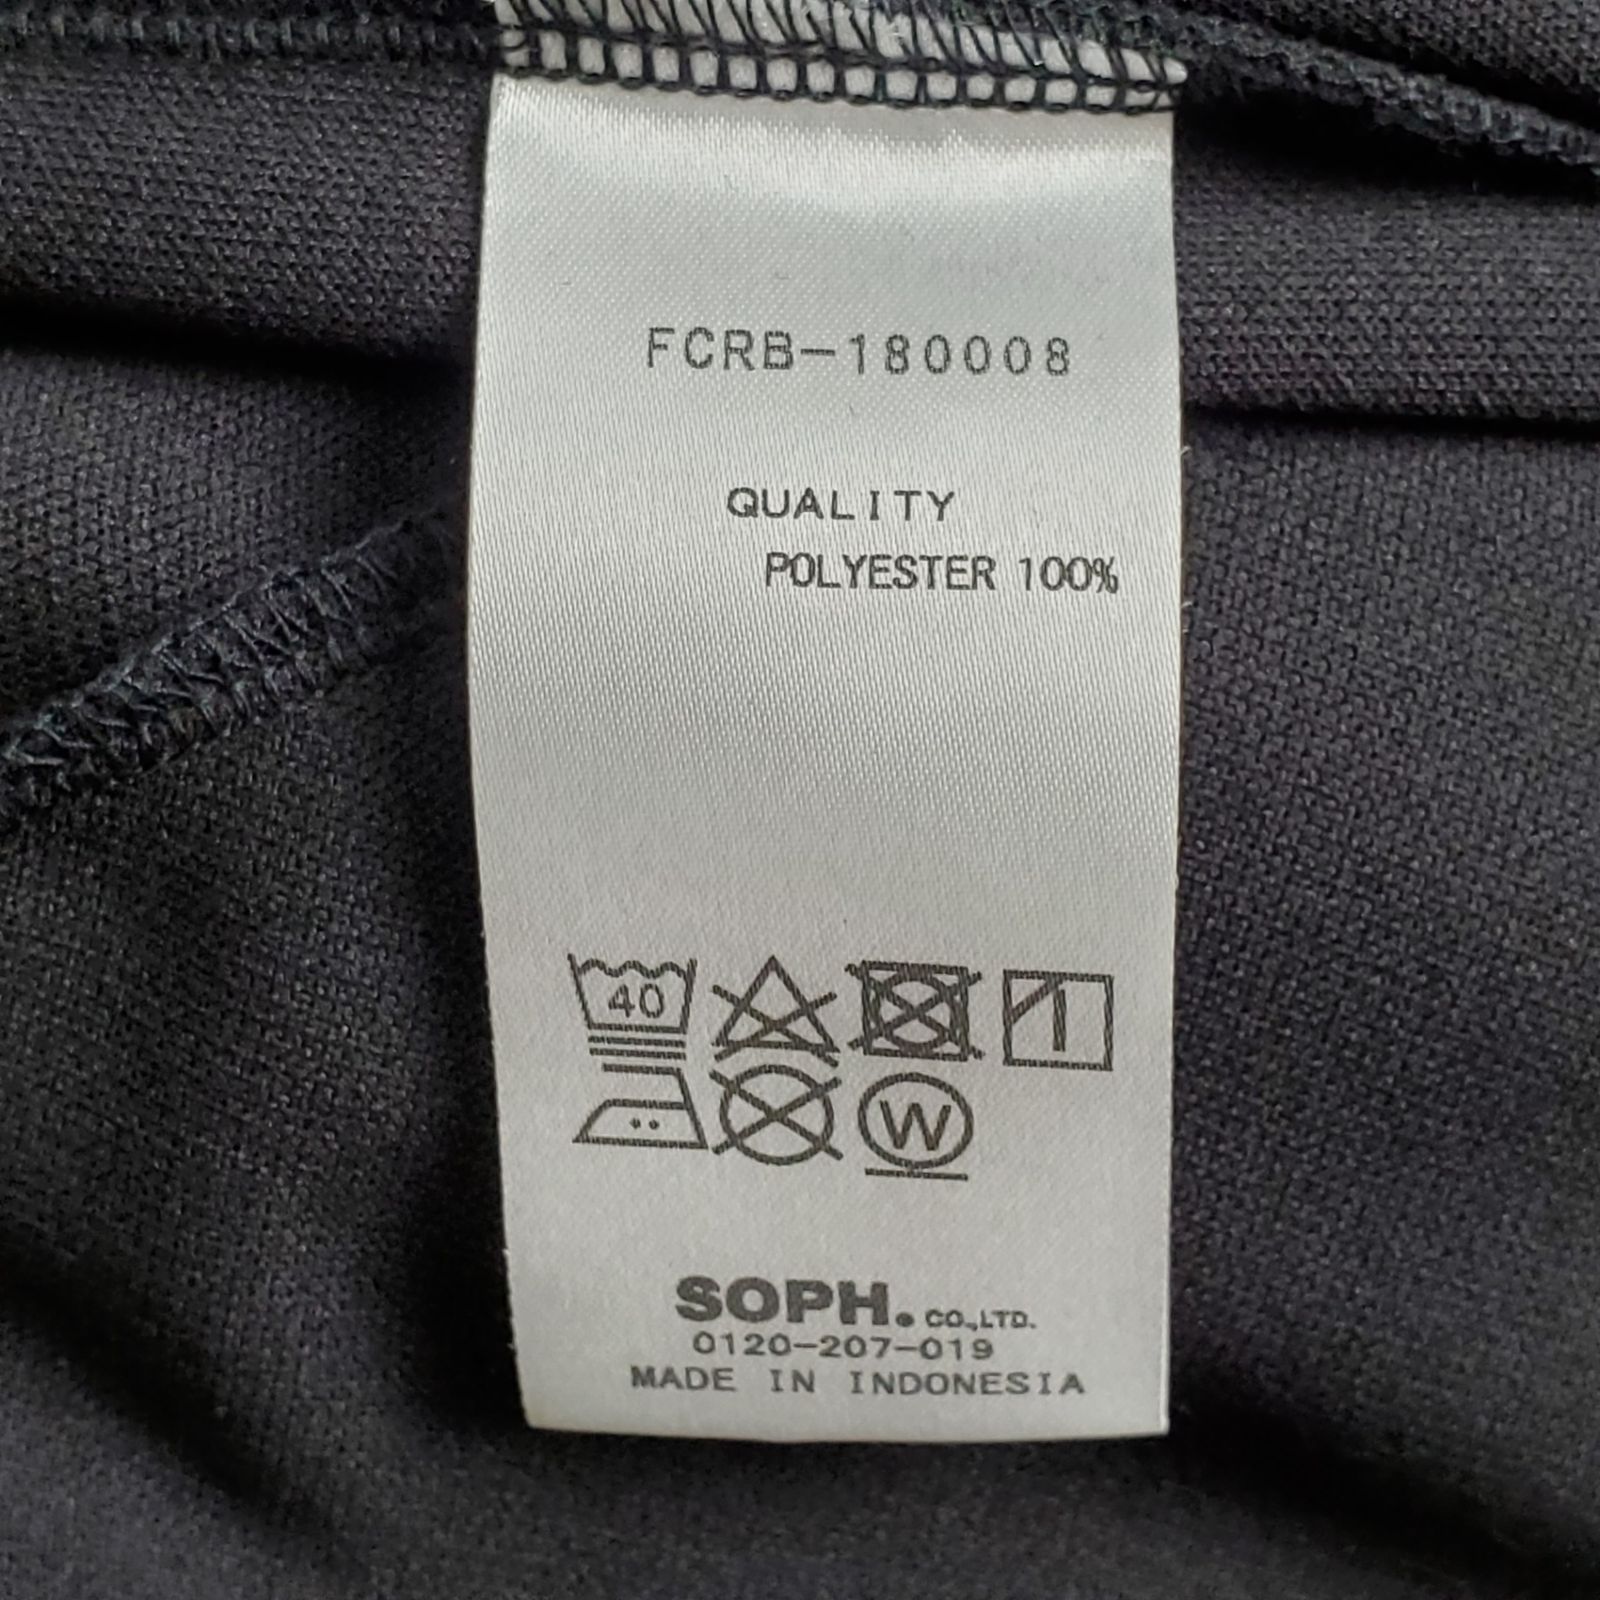 FCRB-180008
QUALITY
POLYESTER 100%
40
W
SOPH. CO.,LTD.
0120-207-019
MADE IN INDONESIA